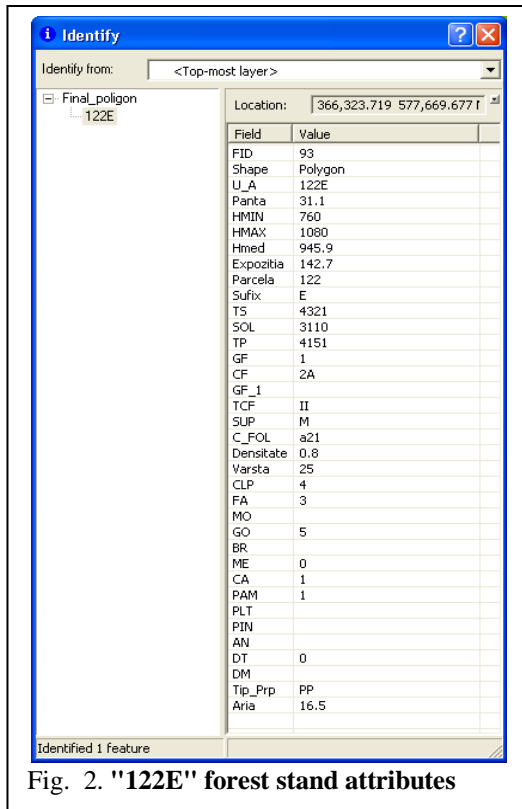 Identify
Identify from: <Top-most layer>
Final_poligon
122E
Location: 366,323.719 577,669.677
Field Value
FID 93
Shape Polygon
U_A 122E
Panta 31.1
HMIN 760
HMAX 1080
Hmed 945.9
Expozitia 142.7
Parcela 122
Sufix E
TS 4321
SOL 3110
TP 4151
GF 1
CF 2A
GF_1
TCF II
SUP M
C_FOL a21
Densitate 0.8
Varsta 25
CLP 4
FA 3
MO
GO 5
BR
ME 0
CA 1
PAM 1
PLT
PIN
AN
DT 0
DM
Tip_Prp PP
Aria 16.5
Identified 1 feature
Fig. 2. "122E" forest stand attributes